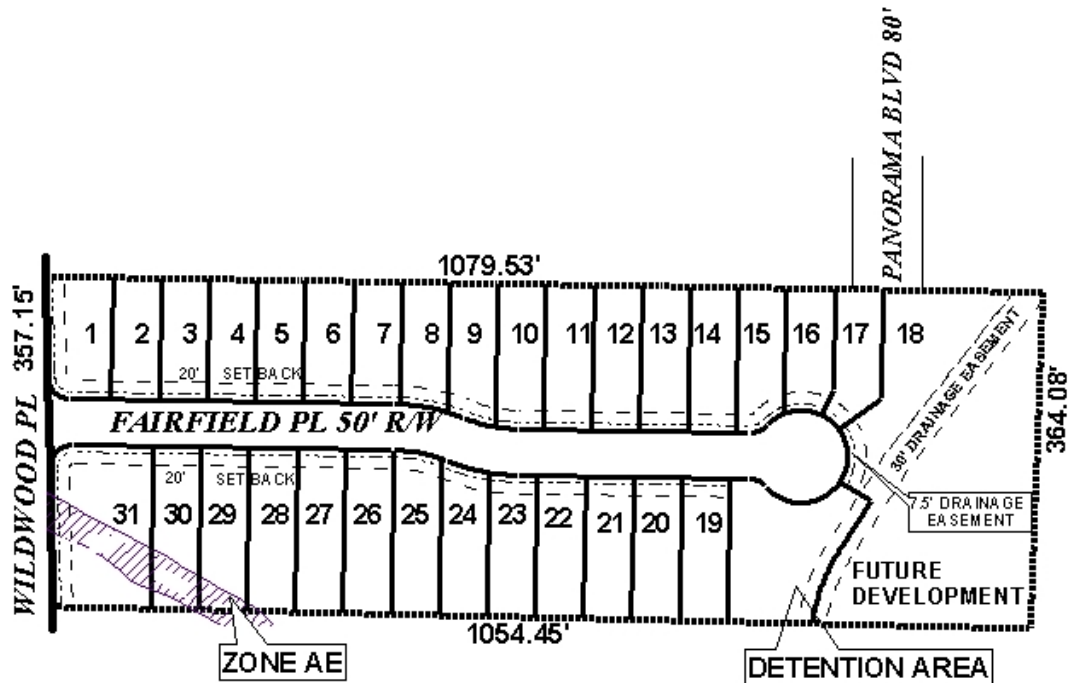 PANORAMA BLVD 80'
1079.53'
WILDWOOD PL 357.15'
1 2 3 4 5 6 7 8 9 10 11 12 13 14 15 16 17 18
20' SETBACK
FAIRFIELD PL 50' R/W
30' DRAINAGE EASEMENT
364.08'
20' SETBACK
7.5' DRAINAGE
EASEMENT
31 30 29 28 27 26 25 24 23 22 21 20 19
FUTURE
DEVELOPMENT
1054.45'
ZONE AE
DETENTION AREA